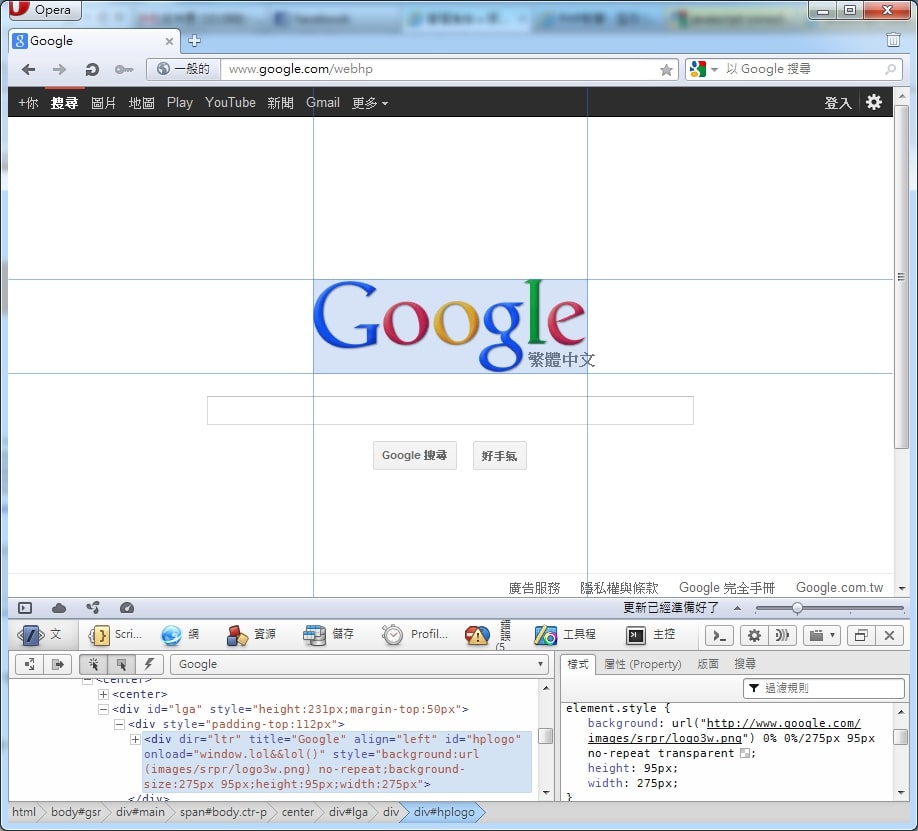 Opera
Google
一般的 www.google.com/webhp 以 Google 搜尋
+你 搜尋 圖片 地圖 Play YouTube 新聞 Gmail 更多 登入
Google
繁體中文
Google 搜尋 好手氣
廣告服務 隱私權與條款 Google 完全手冊 Google.com.tw
更新已經準備好了
文 Scri... 網 資源 儲存 Profil... 錯誤 (5 工具程 主控
Google 樣式 屬性 (Property) 版面 搜尋
過濾規則
<center>
<center>
<div id="lga" style="height:231px;margin-top:50px">
<div style="padding-top:112px">
<div dir="ltr" title="Google" align="left" id="hplogo"
onload="window.lol&&lol()" style="background:url
(images/srpr/logo3w.png) no-repeat;background-
size:275px 95px;height:95px;width:275px">
</div>
element.style {
background: url("http://www.google.com/
images/srpr/logo3w.png") 0% 0%/275px 95px
no-repeat transparent ;
height: 95px;
width: 275px;
}
html body#gsr div#main span#body.ctr-p center div#lga div div#hplogo